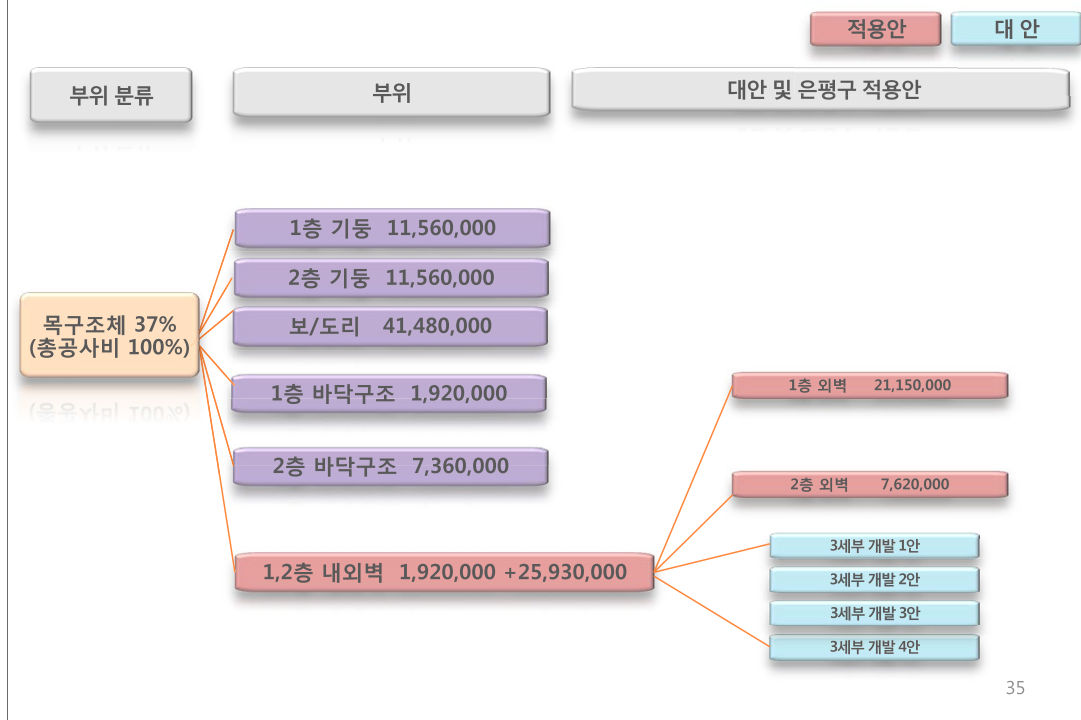 적용안
대 안
부위 분류
부위
대안 및 은평구 적용안
1층 기둥 11,560,000
2층 기둥 11,560,000
보/도리 41,480,000
1층 바닥구조 1,920,000
2층 바닥구조 7,360,000
1,2층 내외벽 1,920,000 +25,930,000
목구조체 37%
(총공사비 100%)
1층 외벽 21,150,000
2층 외벽 7,620,000
3세부 개발 1안
3세부 개발 2안
3세부 개발 3안
3세부 개발 4안
35